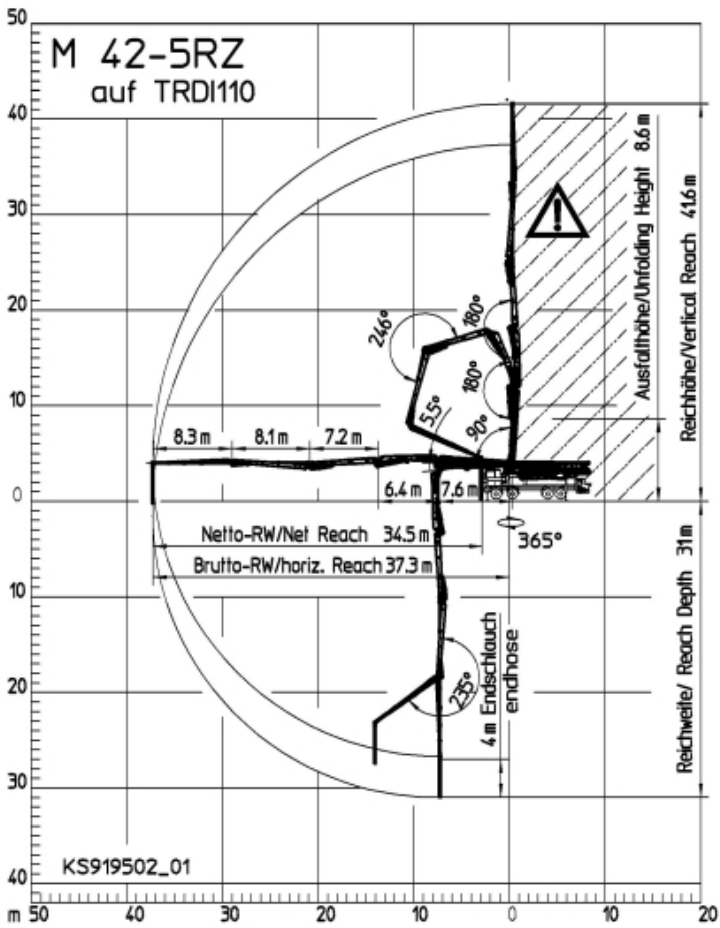 50
M 42-5RZ
auf TRDI110
40
30
20
10
0
10
20
30
40
Ausfalthöhe/Unfolding Height 8.6 m
Reichhöhe/Vertical Reach 41.6 m
246°
180°
180°
5.5°
90°
8.3 m
8.1 m
7.2 m
6.4 m
7.6 m
Netto-RW/Net Reach 34.5 m
365°
Brutto-RW/horiz. Reach 37.3 m
Reichweite/ Reach Depth 31 m
235°
4 m Endschlauch
endhose
KS919502_01
m 50 40 30 20 10 0 10 20